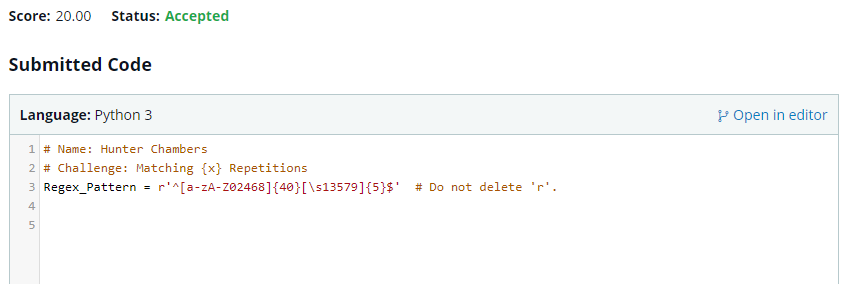 Score: 20.00 Status: Accepted
Submitted Code
Language: Python 3 Open in editor
1 # Name: Hunter Chambers
2 # Challenge: Matching {x} Repetitions
3 Regex_Pattern = r'^[a-zA-Z02468]{40}[\s13579]{5}$' # Do not delete 'r'.
4
5